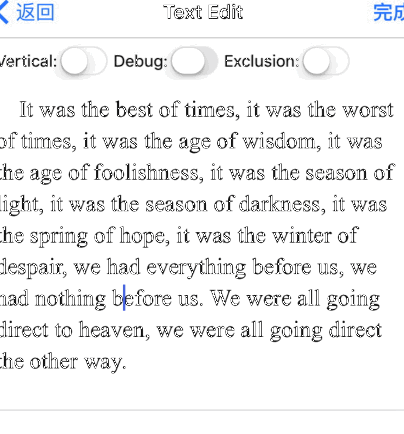 返回 Text Edit 完成
Vertical: Debug: Exclusion:
It was the best of times, it was the worst
of times, it was the age of wisdom, it was
the age of foolishness, it was the season of
light, it was the season of darkness, it was
the spring of hope, it was the winter of
despair, we had everything before us, we
had nothing before us. We were all going
direct to heaven, we were all going direct
the other way.